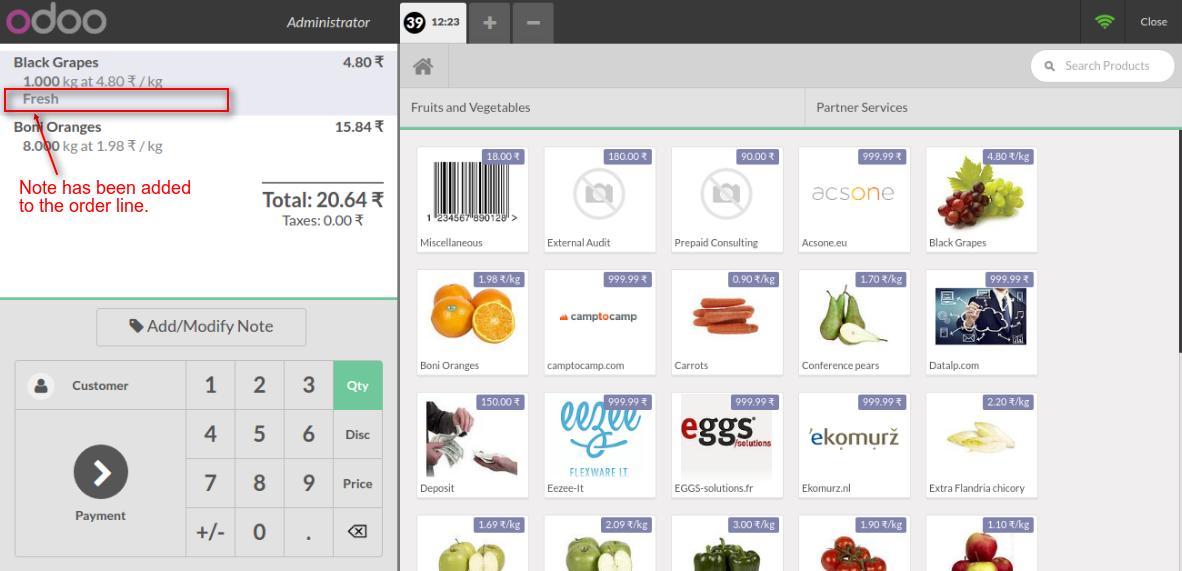 odoo
Administrator
39 12:23
+
−
Close
Black Grapes 4.80 ₹
1.000 kg at 4.80 ₹ / kg
Fresh
Boni Oranges 15.84 ₹
8.000 kg at 1.98 ₹ / kg
Note has been added
to the order line.
Total: 20.64 ₹
Taxes: 0.00 ₹
Add/Modify Note
Customer
1 2 3 Qty
4 5 6 Disc
7 8 9 Price
+/- 0 .
Payment
Search Products
Fruits and Vegetables
Partner Services
18.00 ₹
1 234567 890128 >
Miscellaneous
180.00 ₹
External Audit
90.00 ₹
Prepaid Consulting
999.99 ₹
acsone
Acsone.eu
4.80 ₹/kg
Black Grapes
1.98 ₹/kg
Boni Oranges
999.99 ₹
camptocamp
camptocamp.com
0.90 ₹/kg
Carrots
1.70 ₹/kg
Conference pears
999.99 ₹
Datalp.com
150.00 ₹
Deposit
999.99 ₹
eezee
FLEXWARE I.T.
Eezee-It
999.99 ₹
eggs
/solutions
EGGS-solutions.fr
999.99 ₹
'ekomurz
Ekomurz.nl
2.20 ₹/kg
Extra Flandria chicory
1.69 ₹/kg
2.09 ₹/kg
3.00 ₹/kg
1.90 ₹/kg
1.10 ₹/kg